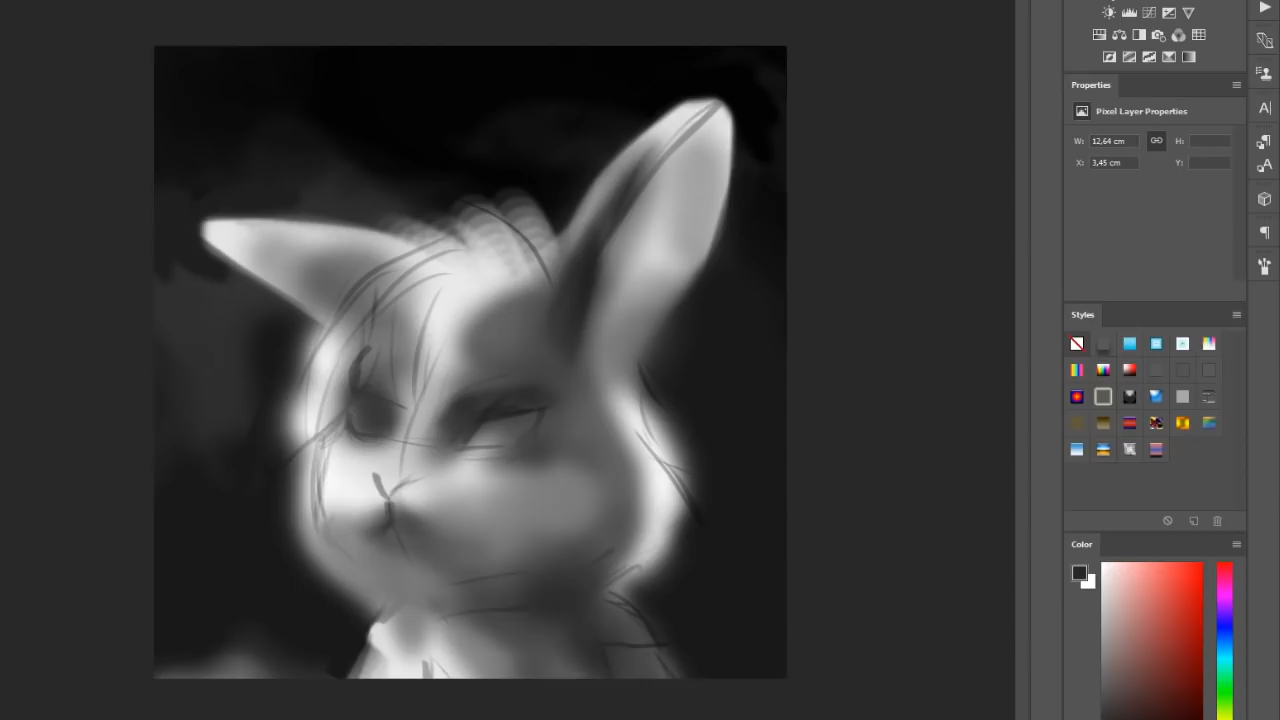 Properties
Pixel Layer Properties
W: 12,64 cm H:
X: 3,45 cm Y:
Styles
Color